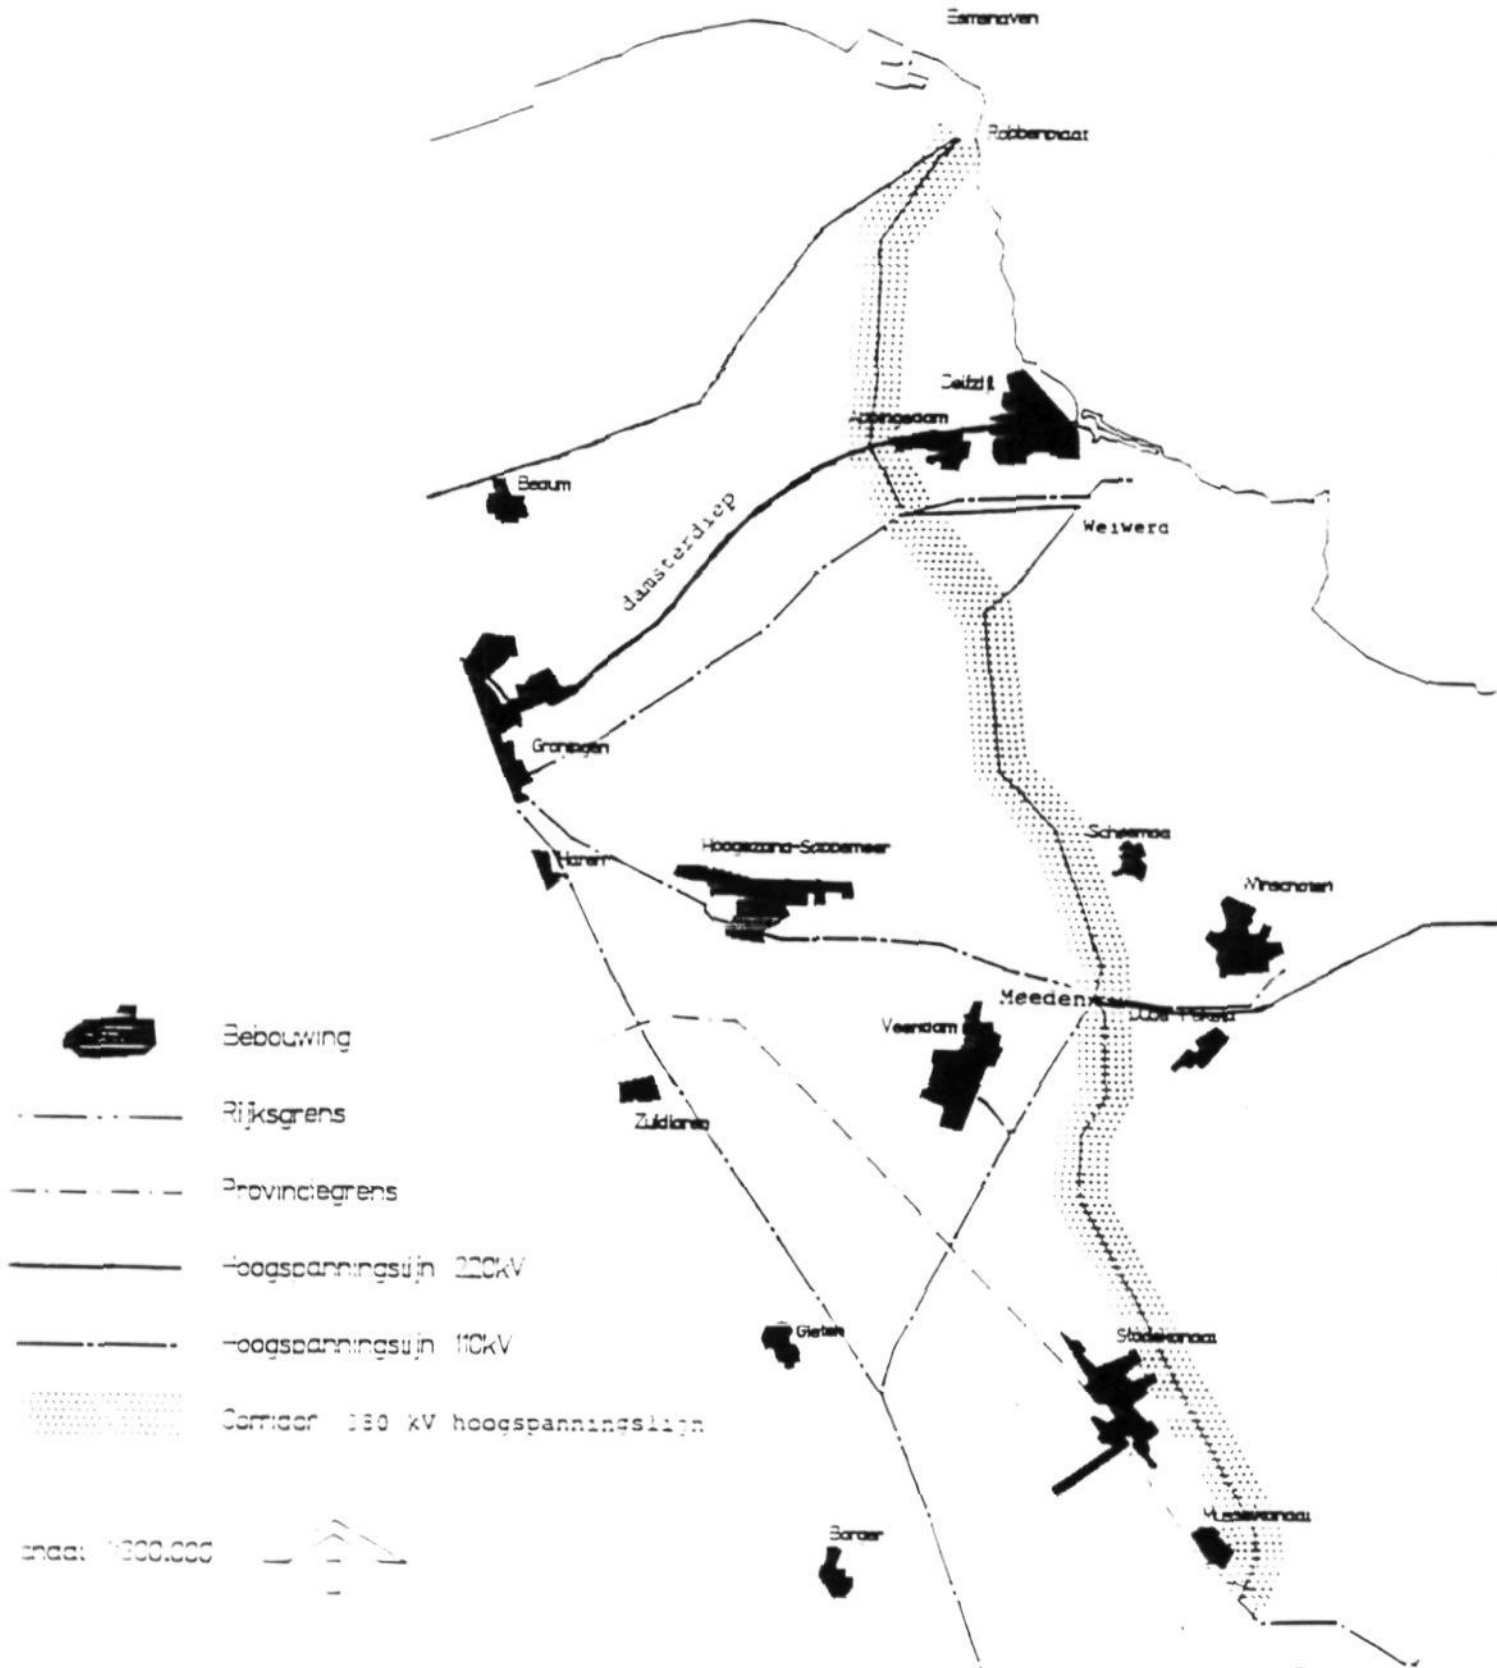 Eemshaven
Robbenplaat
Delfzijl
Appingedam
Bedum
Weiwerd
damsterdiep
Groningen
Scheemda
Hoogezand-Sappemeer
Haren
Winschoten
Meeden
Veendam
Bebouwing
Rijksgrens
Zuidlaren
Provinciegrens
Hoogspanningslijn 220kV
Gieten
Stadskanaal
Hoogspanningslijn 110kV
Corridor 380 kV hoogspanningslijn
Musselkanaal
Borger